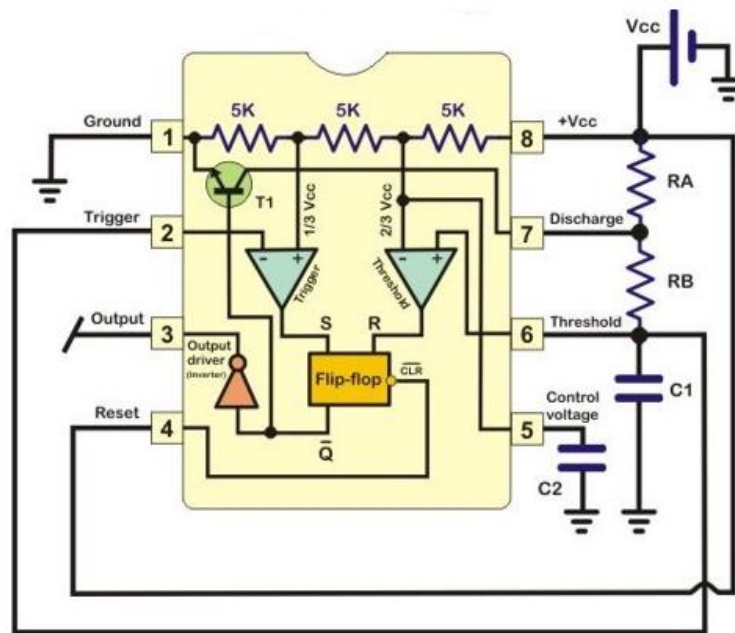 Vcc
5K 5K 5K
Ground 1 8 +Vcc
T1
RA
1/3 Vcc
2/3 Vcc
Trigger 2 7 Discharge
- + - +
Trigger
Threshold
RB
Output 3 6 Threshold
S R
Output
driver
(Inverter)
Flip-flop
CLR
C1
Reset 4 5 Control
voltage
Q̅
C2